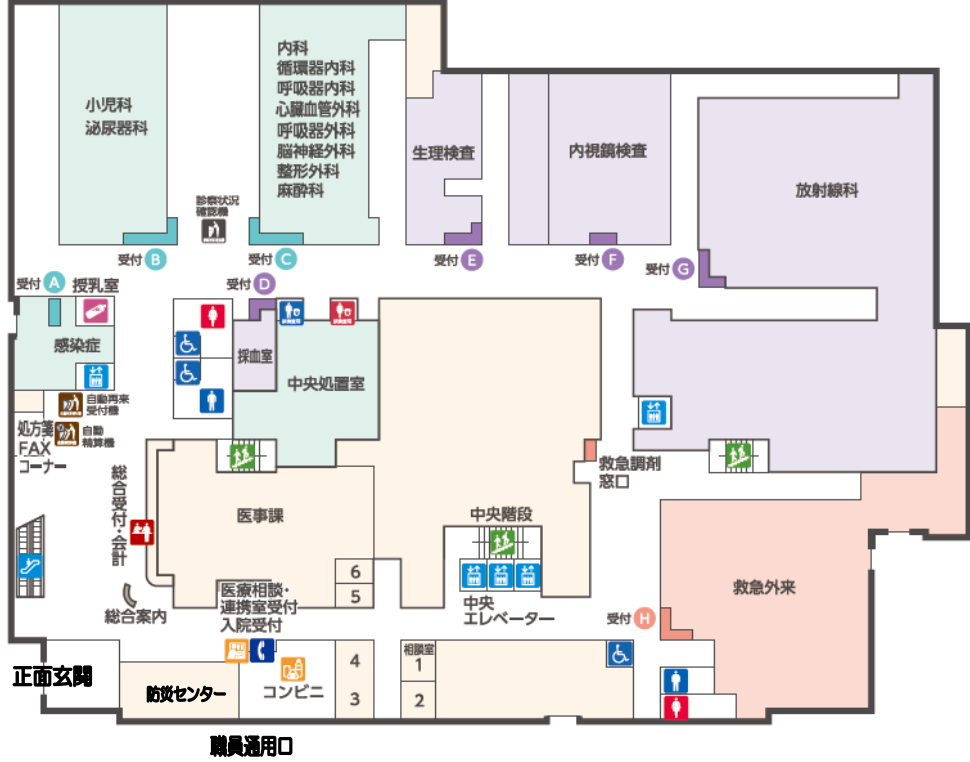 小児科
泌尿器科
内科
循環器内科
呼吸器内科
心臓血管外科
呼吸器外科
脳神経外科
整形外科
麻酔科
生理検査
内視鏡検査
放射線科
診察状況
確認機
受付 B
受付 C
受付 E
受付 F
受付 G
受付 A
授乳室
受付 D
感染症
採血室
中央処置室
自動再来
受付機
自動
精算機
処方箋
FAX
コーナー
総合受付・会計
医事課
救急調剤
窓口
中央階段
6
5
医療相談・
連携室受付
入院受付
中央
エレベーター
総合案内
救急外来
受付 H
正面玄関
防災センター
コンビニ
4
3
相談室
1
2
職員通用口